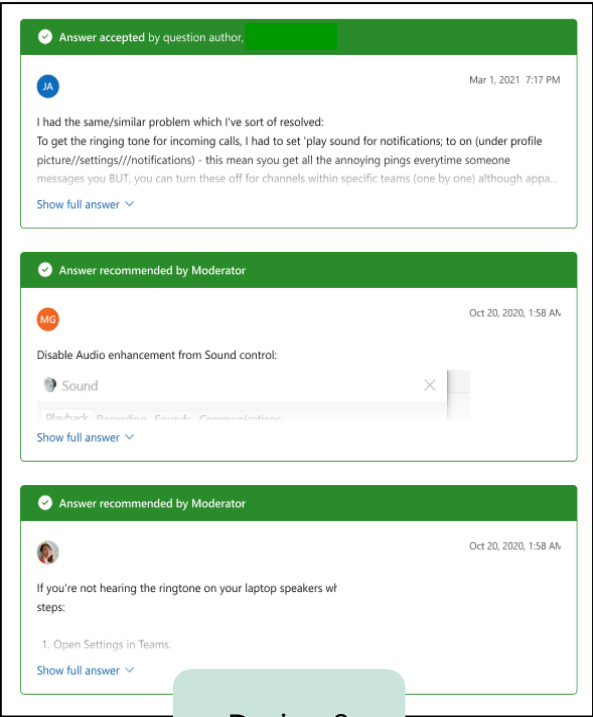 Answer accepted by question author,
JA
Mar 1, 2021 7:17 PM
I had the same/similar problem which I've sort of resolved:
To get the ringing tone for incoming calls, I had to set 'play sound for notifications; to on (under profile
picture//settings///notifications) - this mean syou get all the annoying pings everytime someone
messages you BUT, you can turn these off for channels within specific teams (one by one) although appa...
Show full answer
Answer recommended by Moderator
MG
Oct 20, 2020, 1:58 AM
Disable Audio enhancement from Sound control:
Sound
Playback Recording Sounds Communications
Show full answer
Answer recommended by Moderator
Oct 20, 2020, 1:58 AM
If you're not hearing the ringtone on your laptop speakers wh
steps:
1. Open Settings in Teams.
Show full answer